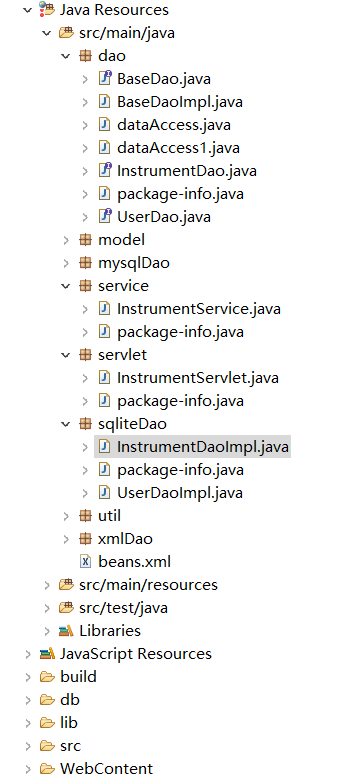 Java Resources
src/main/java
dao
BaseDao.java
BaseDaoImpl.java
dataAccess.java
dataAccess1.java
InstrumentDao.java
package-info.java
UserDao.java
model
mysqlDao
service
InstrumentService.java
package-info.java
servlet
InstrumentServlet.java
package-info.java
sqliteDao
InstrumentDaoImpl.java
package-info.java
UserDaoImpl.java
util
xmlDao
beans.xml
src/main/resources
src/test/java
Libraries
JavaScript Resources
build
db
lib
src
WebContent